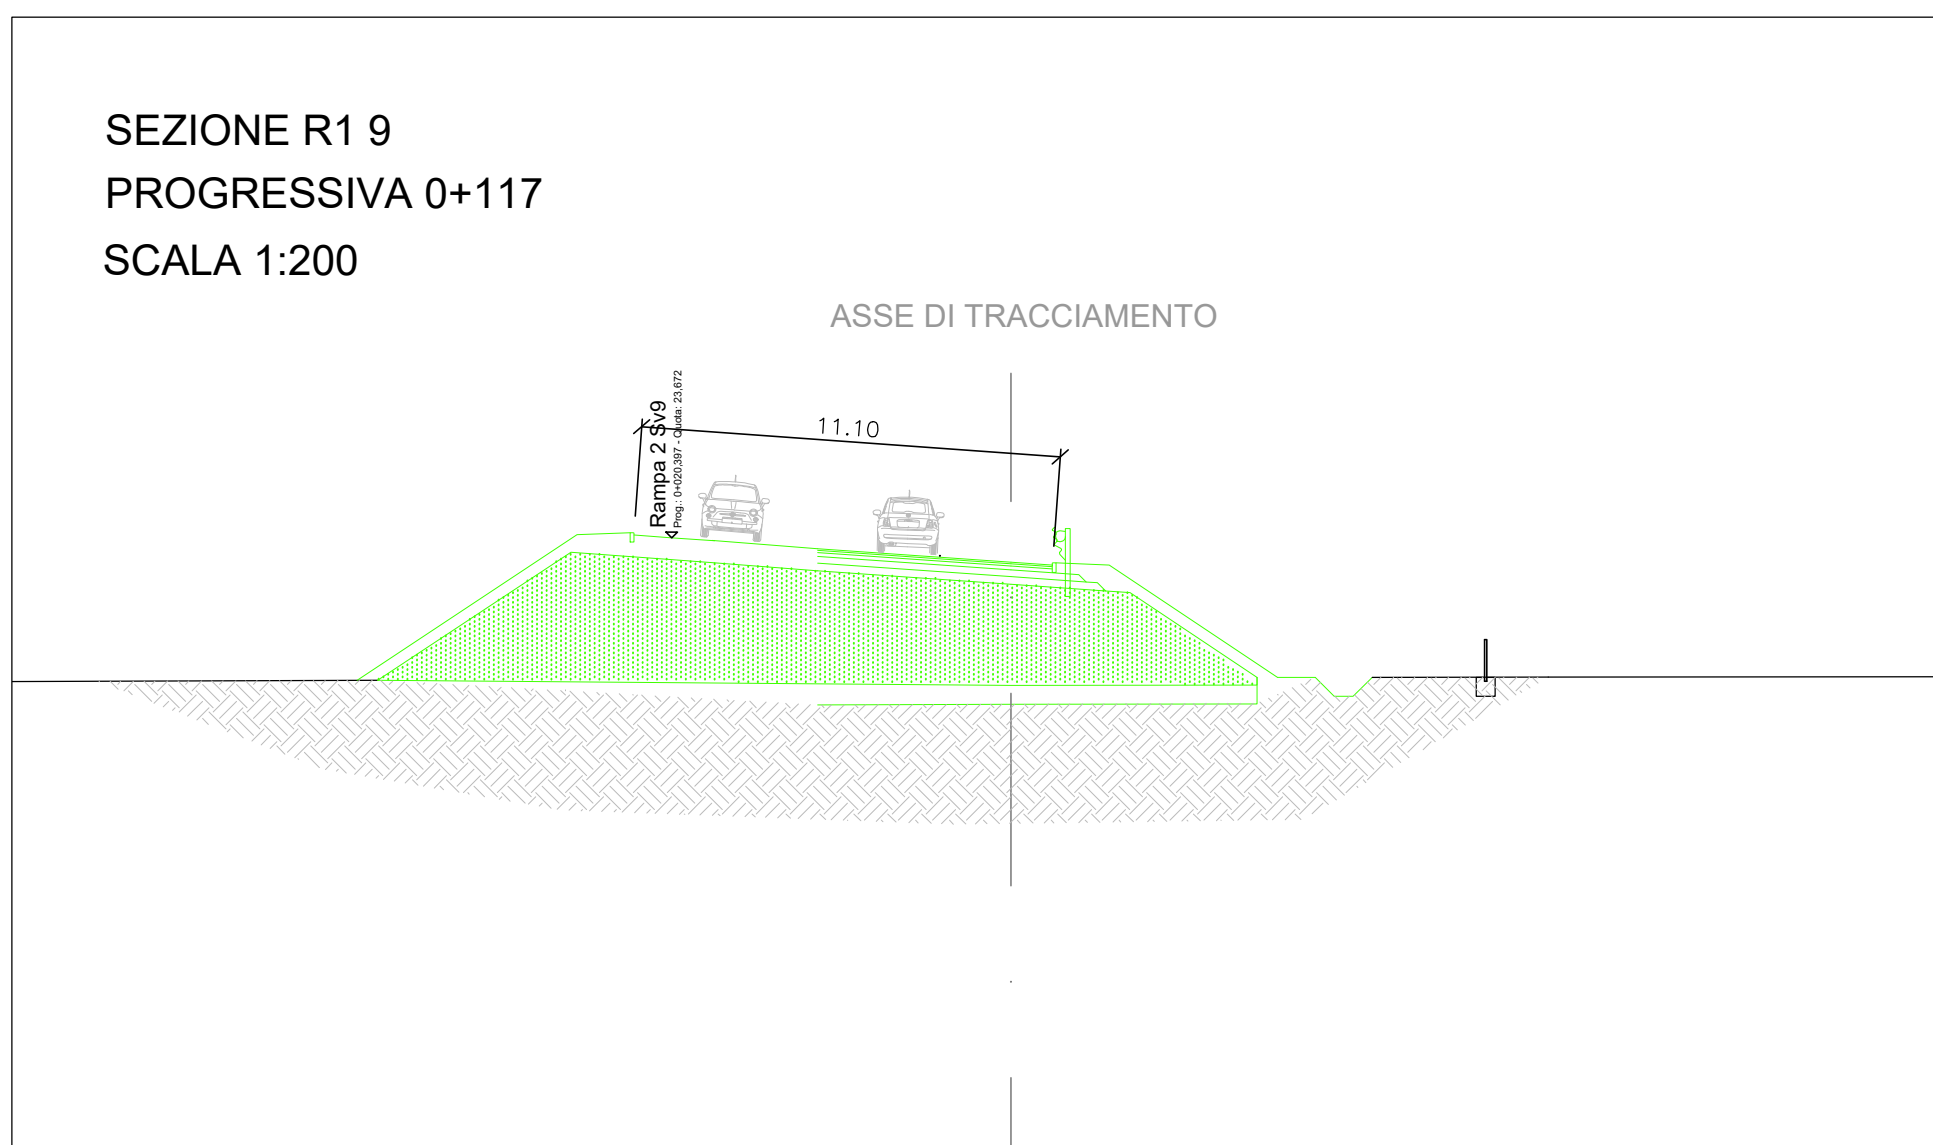 SEZIONE R1 9
PROGRESSIVA 0+117
SCALA 1:200
ASSE DI TRACCIAMENTO
Rampa 2 Sv9
Prog.: 0+020,397 - Quota: 23,672
11.10